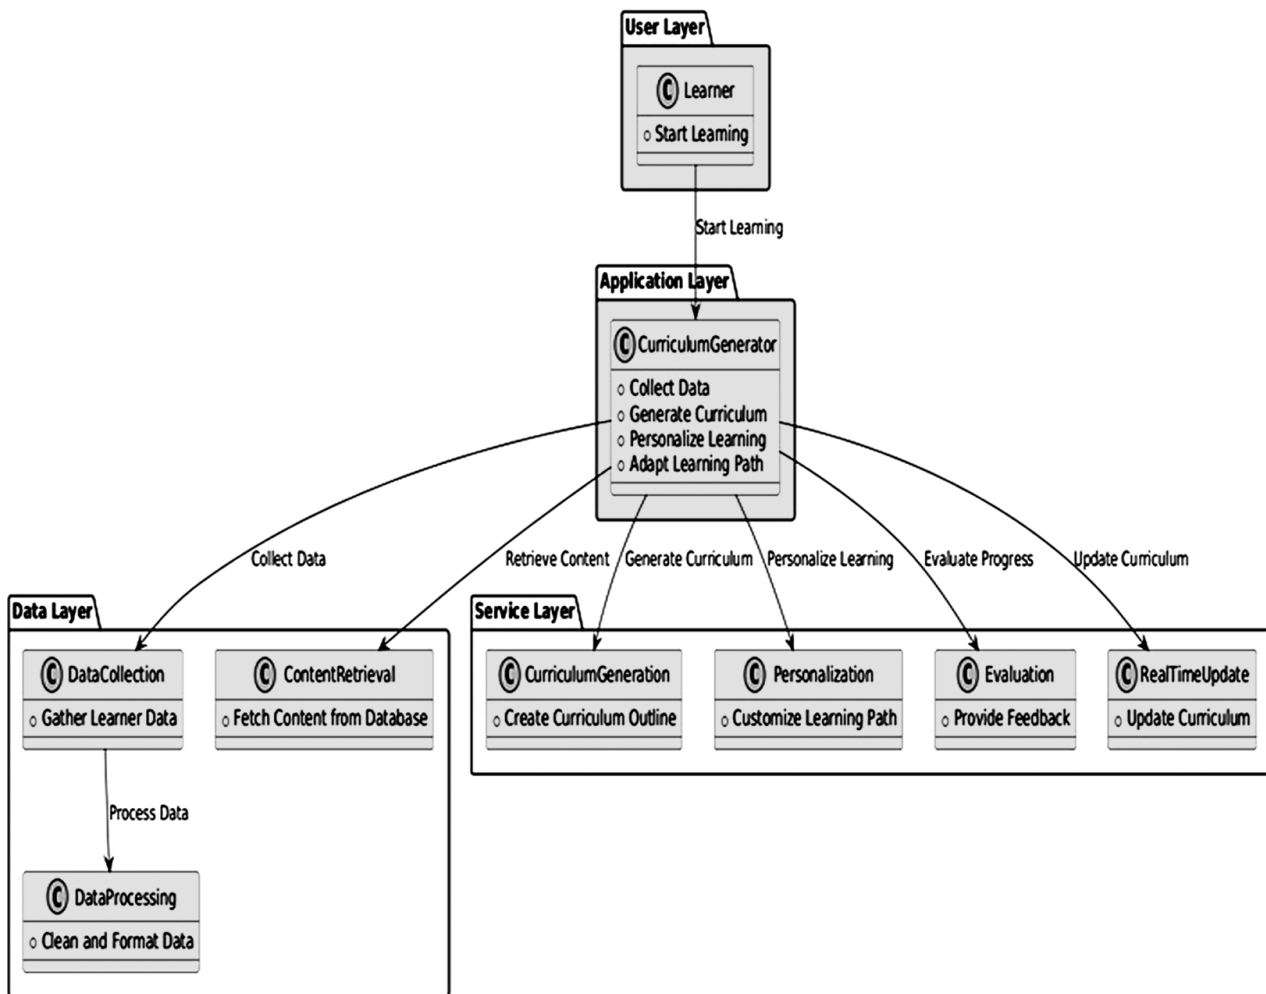 User Layer
C Learner
Start Learning
Start Learning
Application Layer
C CurriculumGenerator
Collect Data
Generate Curriculum
Personalize Learning
Adapt Learning Path
Collect Data
Retrieve Content
Generate Curriculum
Personalize Learning
Evaluate Progress
Update Curriculum
Data Layer
C DataCollection
Gather Learner Data
C ContentRetrieval
Fetch Content from Database
Process Data
C DataProcessing
Clean and Format Data
Service Layer
C CurriculumGeneration
Create Curriculum Outline
C Personalization
Customize Learning Path
C Evaluation
Provide Feedback
C RealTimeUpdate
Update Curriculum